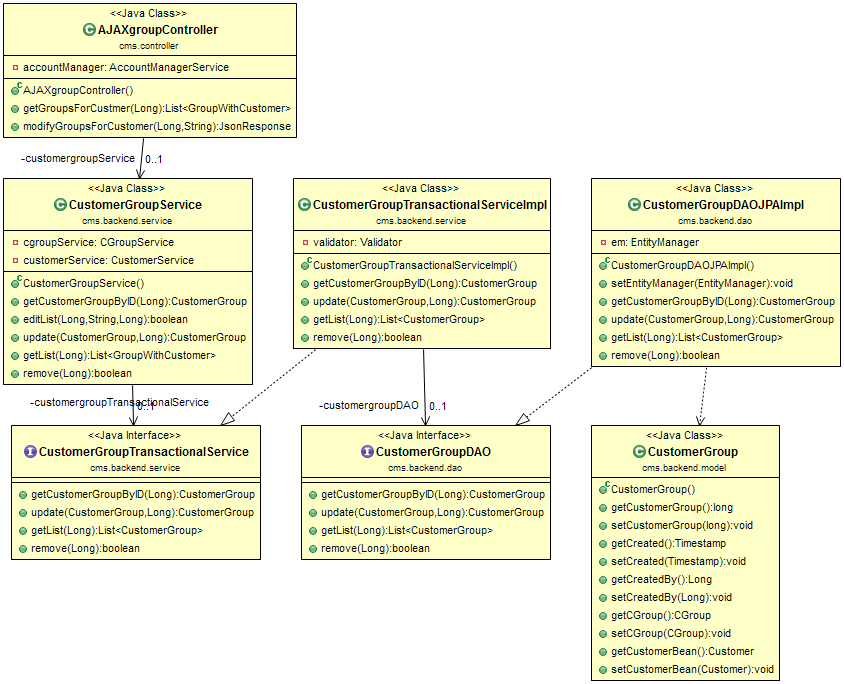 <<Java Class>>
AJAXgroupController
cms.controller
accountManager: AccountManagerService
AJAXgroupController()
getGroupsForCustmer(Long):List<GroupWithCustomer>
modifyGroupsForCustomer(Long,String):JsonResponse
-customergroupService 0..1
<<Java Class>>
CustomerGroupService
cms.backend.service
cgroupService: CGroupService
customerService: CustomerService
CustomerGroupService()
getCustomerGroupByID(Long):CustomerGroup
editList(Long,String,Long):boolean
update(CustomerGroup,Long):CustomerGroup
getList(Long):List<GroupWithCustomer>
remove(Long):boolean
<<Java Class>>
CustomerGroupTransactionalServiceImpl
cms.backend.service
validator: Validator
CustomerGroupTransactionalServiceImpl()
getCustomerGroupByID(Long):CustomerGroup
update(CustomerGroup,Long):CustomerGroup
getList(Long):List<CustomerGroup>
remove(Long):boolean
<<Java Class>>
CustomerGroupDAOJPAImpl
cms.backend.dao
em: EntityManager
CustomerGroupDAOJPAImpl()
setEntityManager(EntityManager):void
getCustomerGroupByID(Long):CustomerGroup
update(CustomerGroup,Long):CustomerGroup
getList(Long):List<CustomerGroup>
remove(Long):boolean
-customergroupTransactionalService
0..1
-customergroupDAO 0..1
<<Java Interface>>
CustomerGroupTransactionalService
cms.backend.service
getCustomerGroupByID(Long):CustomerGroup
update(CustomerGroup,Long):CustomerGroup
getList(Long):List<CustomerGroup>
remove(Long):boolean
<<Java Interface>>
CustomerGroupDAO
cms.backend.dao
getCustomerGroupByID(Long):CustomerGroup
update(CustomerGroup,Long):CustomerGroup
getList(Long):List<CustomerGroup>
remove(Long):boolean
<<Java Class>>
CustomerGroup
cms.backend.model
CustomerGroup()
getCustomerGroup():long
setCustomerGroup(long):void
getCreated():Timestamp
setCreated(Timestamp):void
getCreatedBy():Long
setCreatedBy(Long):void
getCGroup():CGroup
setCGroup(CGroup):void
getCustomerBean():Customer
setCustomerBean(Customer):void